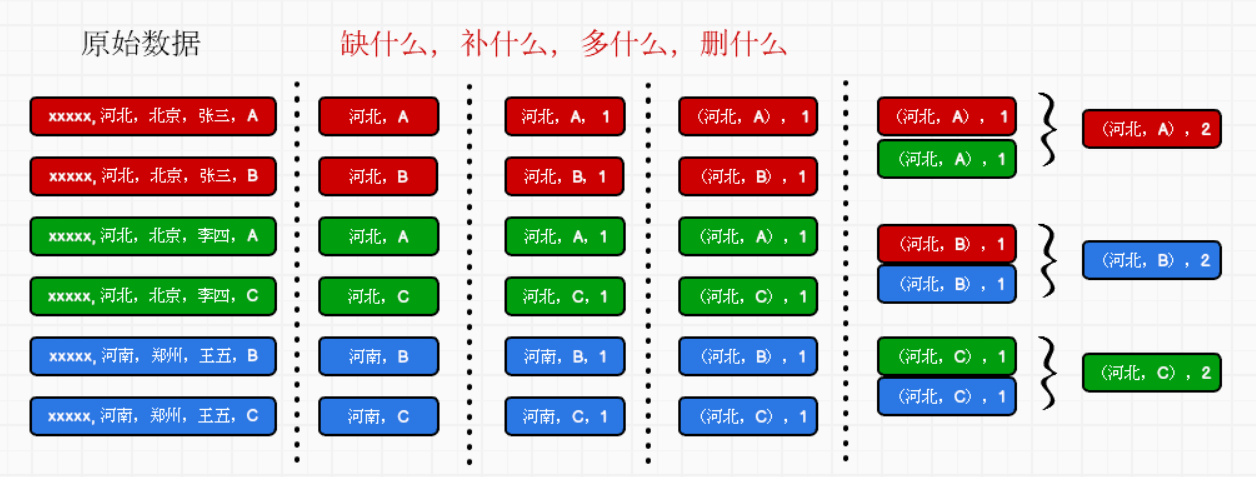 原始数据
缺什么，补什么，多什么，删什么
xxxxx,河北，北京，张三，A
xxxxx,河北，北京，张三，B
xxxxx,河北，北京，李四，A
xxxxx,河北，北京，李四，C
xxxxx,河南，郑州，王五，B
xxxxx,河南，郑州，王五，C
河北，A
河北，B
河北，A
河北，C
河南，B
河南，C
河北，A，1
河北，B，1
河北，A，1
河北，C，1
河南，B，1
河南，C，1
（河北，A），1
（河北，B），1
（河北，A），1
（河北，C），1
（河北，B），1
（河北，C），1
（河北，A），1
（河北，A），1
（河北，B），1
（河北，B），1
（河北，C），1
（河北，C），1
（河北，A），2
（河北，B），2
（河北，C），2